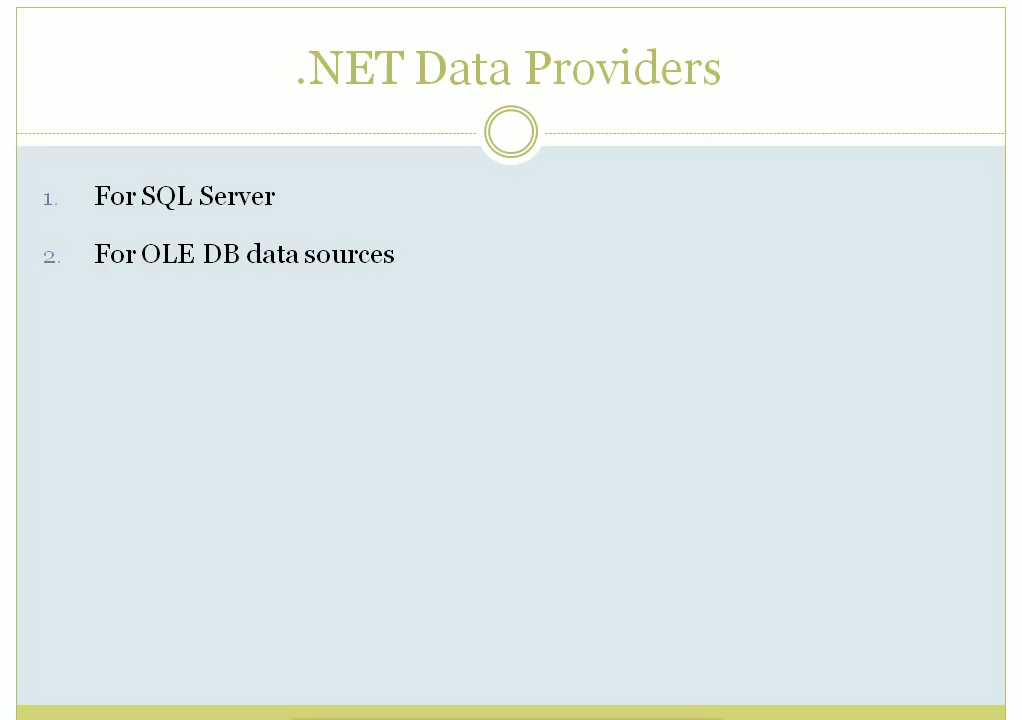 .NET Data Providers
1. For SQL Server
2. For OLE DB data sources